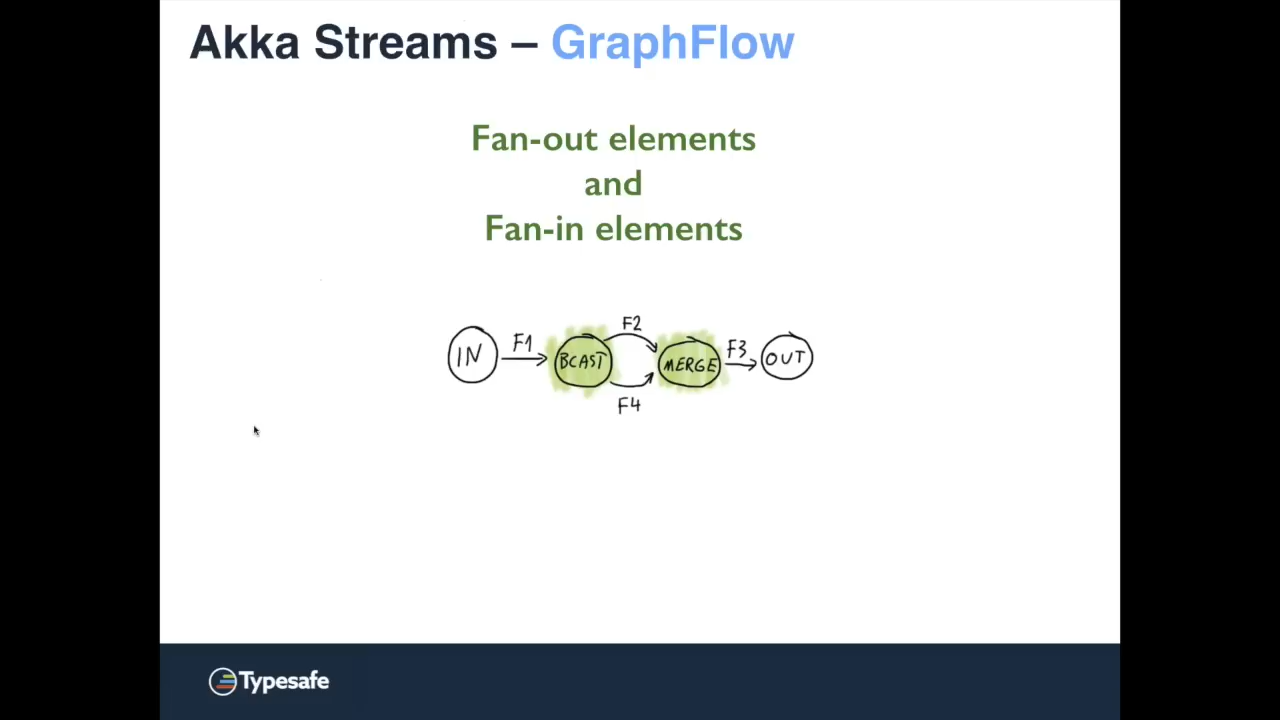 Akka Streams – GraphFlow
Fan-out elements
and
Fan-in elements
IN
F1
BCAST
F2
F4
MERGE
F3
OUT
Typesafe